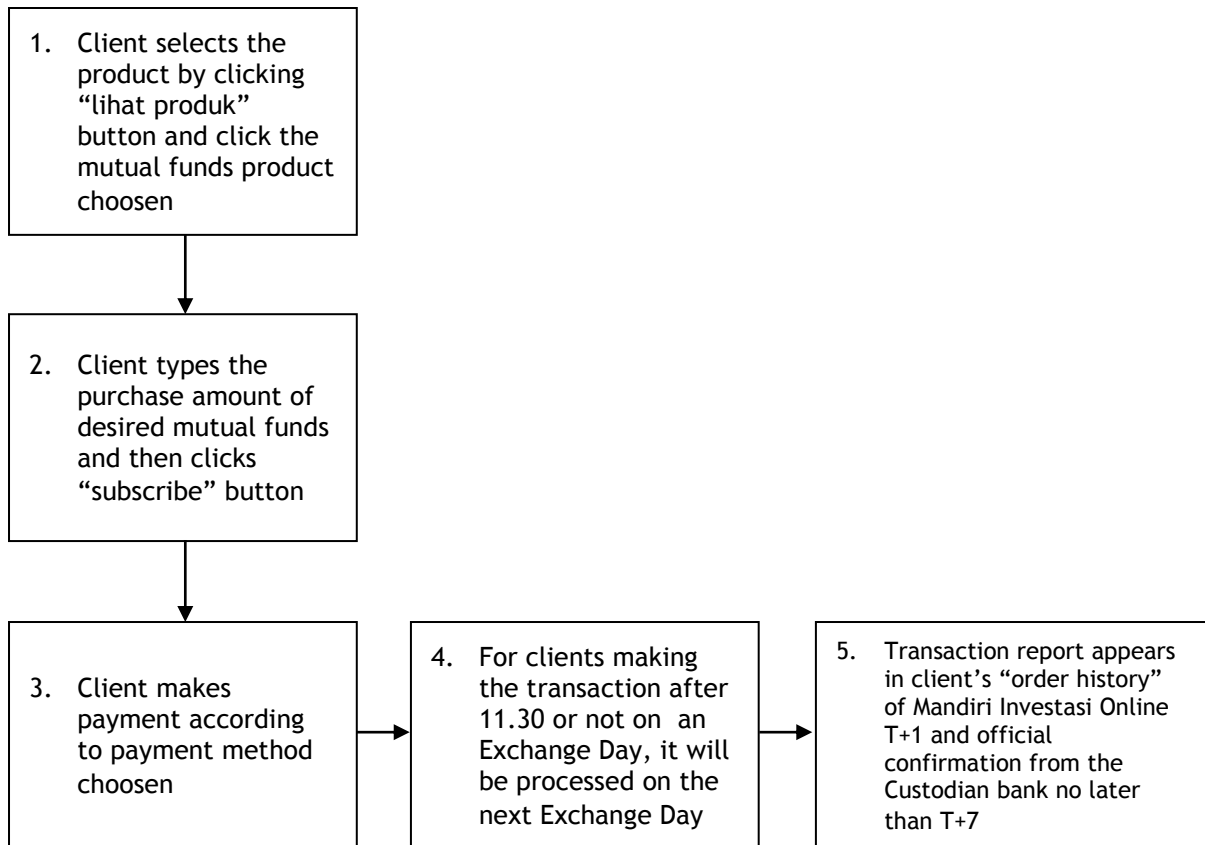 1. Client selects the
product by clicking
“lihat produk”
button and click the
mutual funds product
choosen
2. Client types the
purchase amount of
desired mutual funds
and then clicks
“subscribe” button
3. Client makes
payment according
to payment method
choosen
4. For clients making
the transaction after
11.30 or not on an
Exchange Day, it will
be processed on the
next Exchange Day
5. Transaction report appears
in client’s “order history”
of Mandiri Investasi Online
T+1 and official
confirmation from the
Custodian bank no later
than T+7